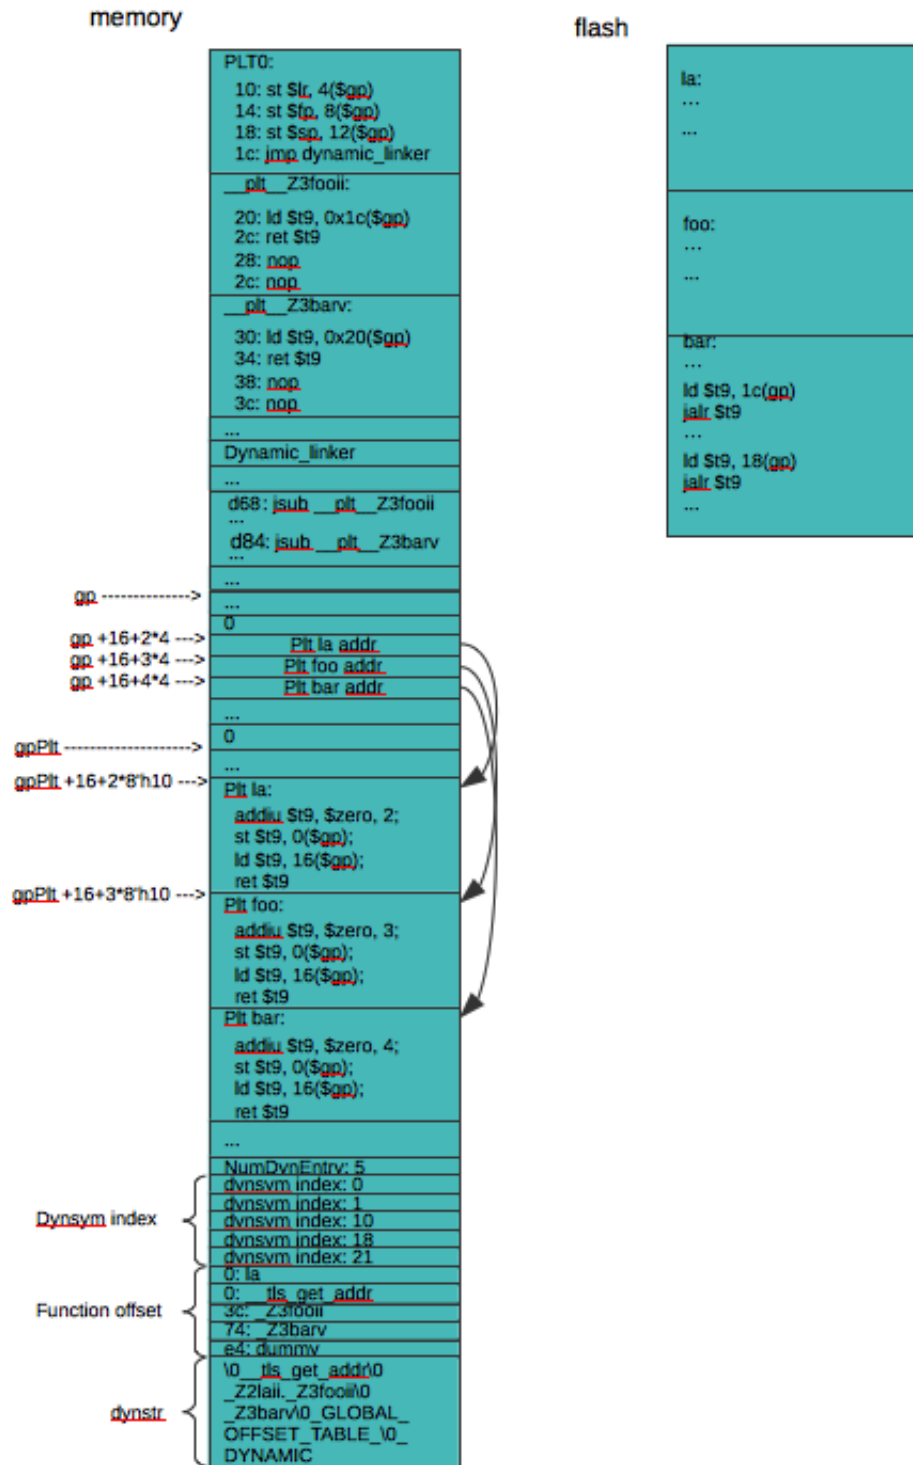 memory
flash
PLT0:
10: st $lr, 4($gp)
14: st $fp, 8($gp)
18: st $sp, 12($gp)
1c: jmp dynamic_linker
__plt__Z3fooii:
20: ld $t9, 0x1c($gp)
2c: ret $t9
28: nop
2c: nop
__plt__Z3barv:
30: ld $t9, 0x20($gp)
34: ret $t9
38: nop
3c: nop
...
Dynamic_linker
...
d68: jsub __plt__Z3fooii
...
d84: jsub __plt__Z3barv
...
...
gp -------------->
...
0
gp +16+2*4 --->
Plt la addr
gp +16+3*4--->
Plt foo addr
gp +16+4*4 --->
Plt bar addr
...
0
gpPlt -------------------->
...
gpPlt +16+2*8'h10 --->
Plt la:
addiu $t9, $zero, 2;
st $t9, 0($gp);
ld $t9, 16($gp);
ret $t9
gpPlt +16+3*8'h10 --->
Plt foo:
addiu $t9, $zero, 3;
st $t9, 0($gp);
ld $t9, 16($gp);
ret $t9
Plt bar:
addiu $t9, $zero, 4;
st $t9, 0($gp);
ld $t9, 16($gp);
ret $t9
...
NumDynEntry: 5
Dynsym index
dynsym index: 0
dynsym index: 1
dynsym index: 10
dynsym index: 18
dynsym index: 21
Function offset
0: la
0: __tls_get_addr
3c: _Z3fooii
74: _Z3barv
e4: dummy
dynstr
\0__tls_get_addr\0
_Z2laii._Z3fooii\0
_Z3barv\0_GLOBAL_
OFFSET_TABLE_\0_
DYNAMIC
la:
...
...
foo:
...
...
bar:
...
ld $t9, 1c(gp)
jalr $t9
...
ld $t9, 18(gp)
jalr $t9
...